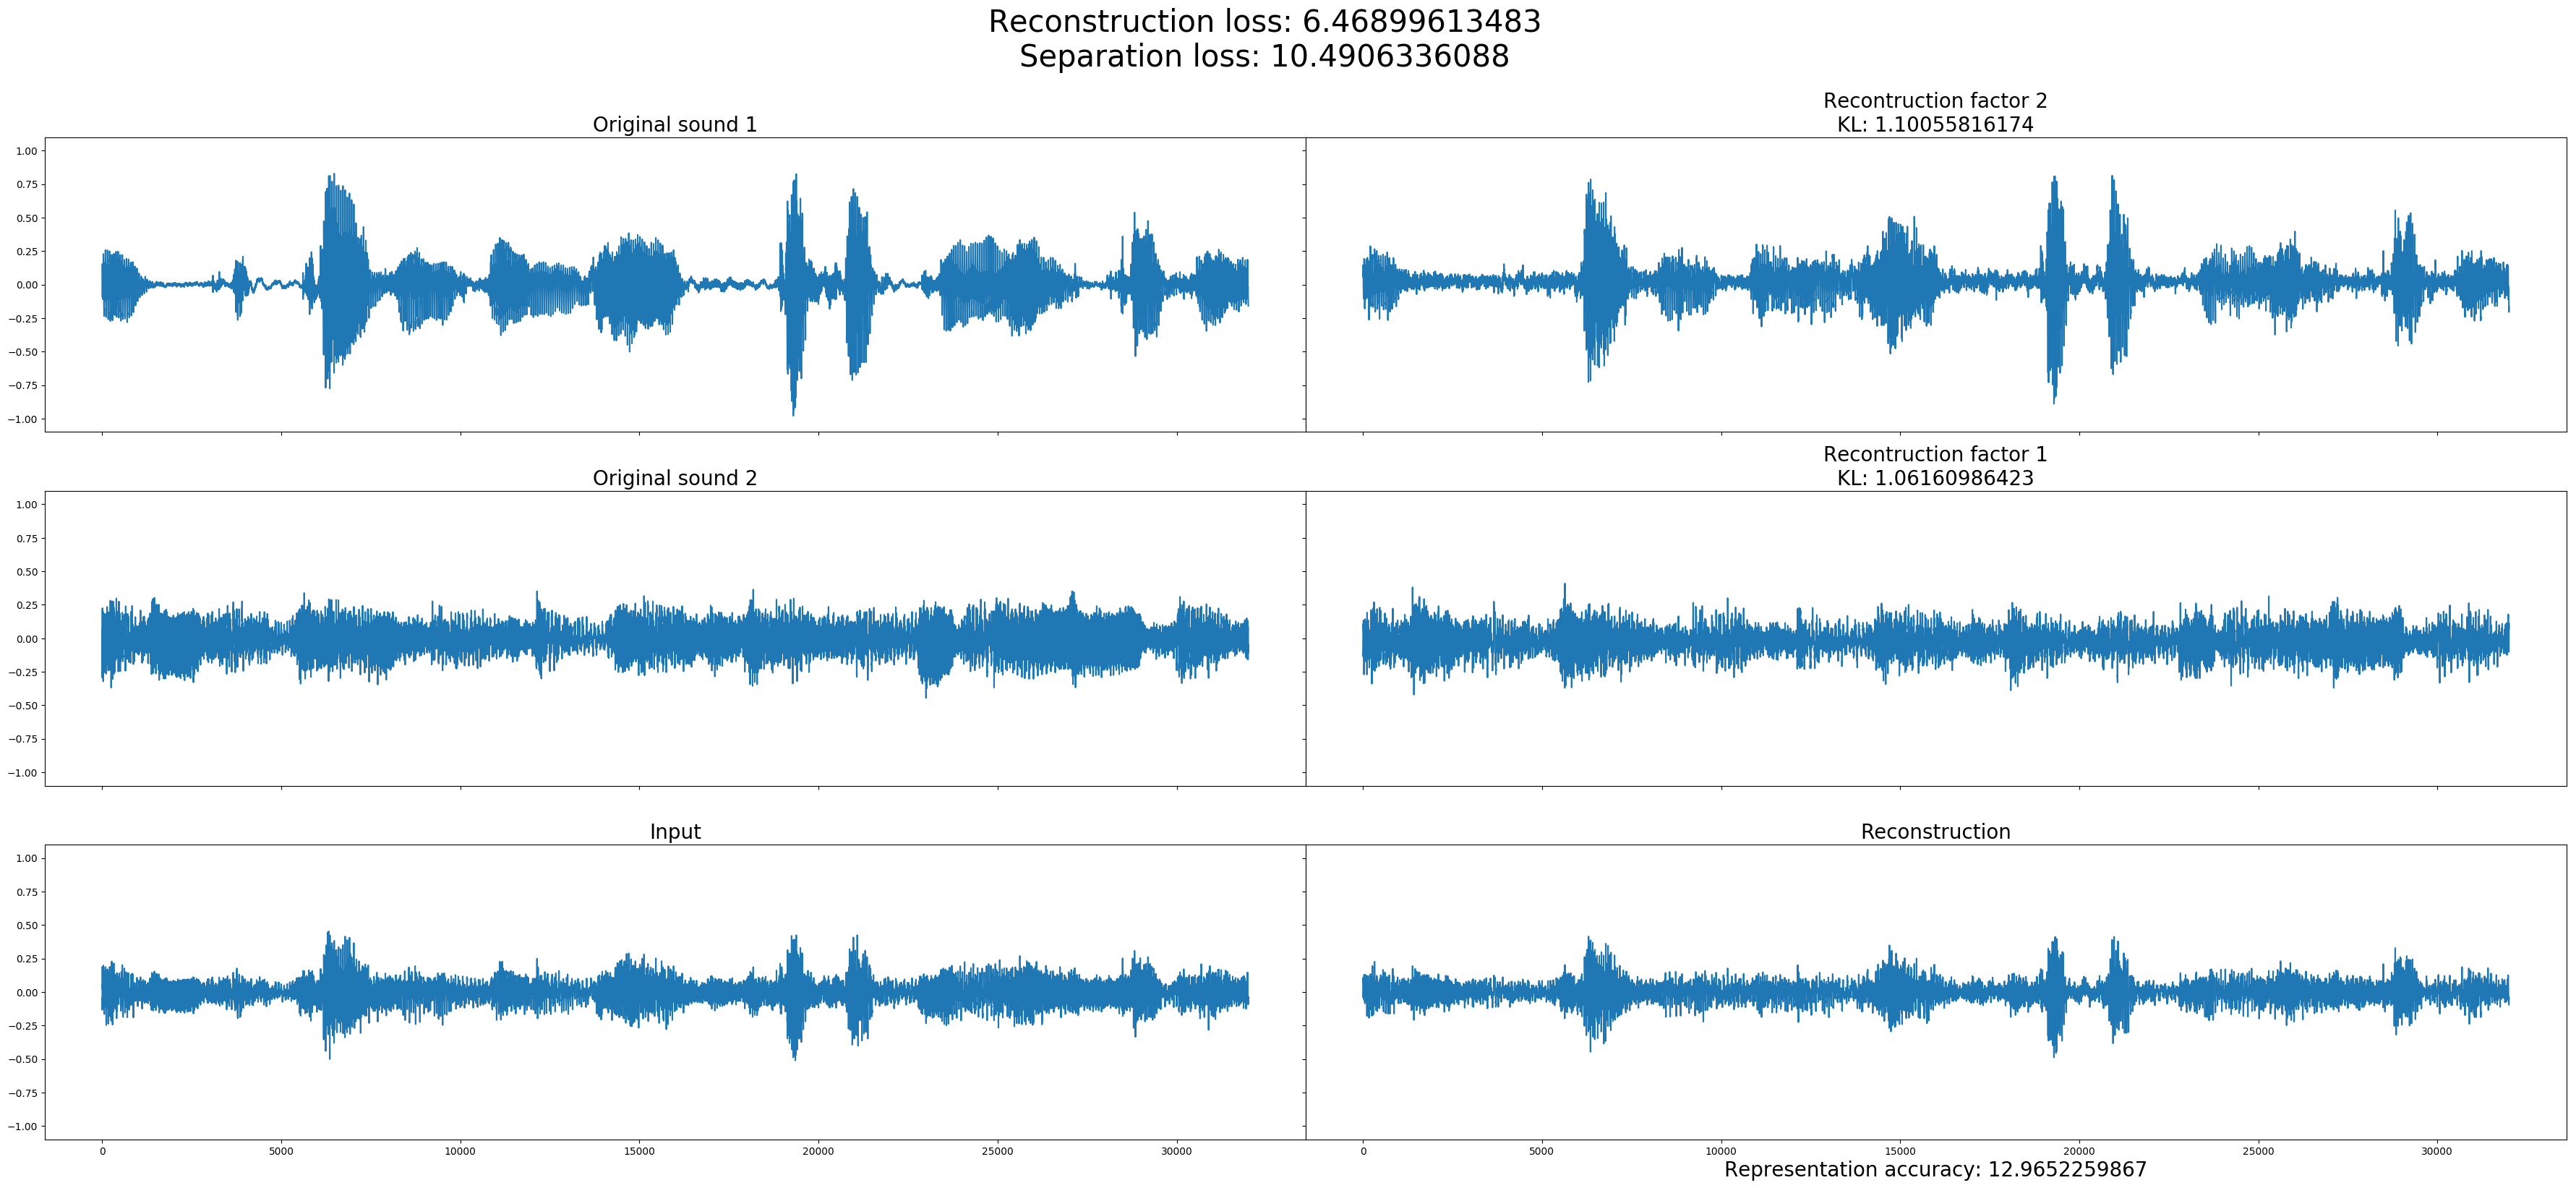 Reconstruction loss: 6.46899613483
Separation loss: 10.4906336088
Original sound 1
Recontruction factor 2
KL: 1.10055816174
1.00
0.75
0.50
0.25
0.00
−0.25
−0.50
−0.75
−1.00
Original sound 2
Recontruction factor 1
KL: 1.06160986423
1.00
0.75
0.50
0.25
0.00
−0.25
−0.50
−0.75
−1.00
Input
Reconstruction
1.00
0.75
0.50
0.25
0.00
−0.25
−0.50
−0.75
−1.00
0 5000 10000 15000 20000 25000 30000
0 5000 10000 15000 20000 25000 30000
Representation accuracy: 12.9652259867